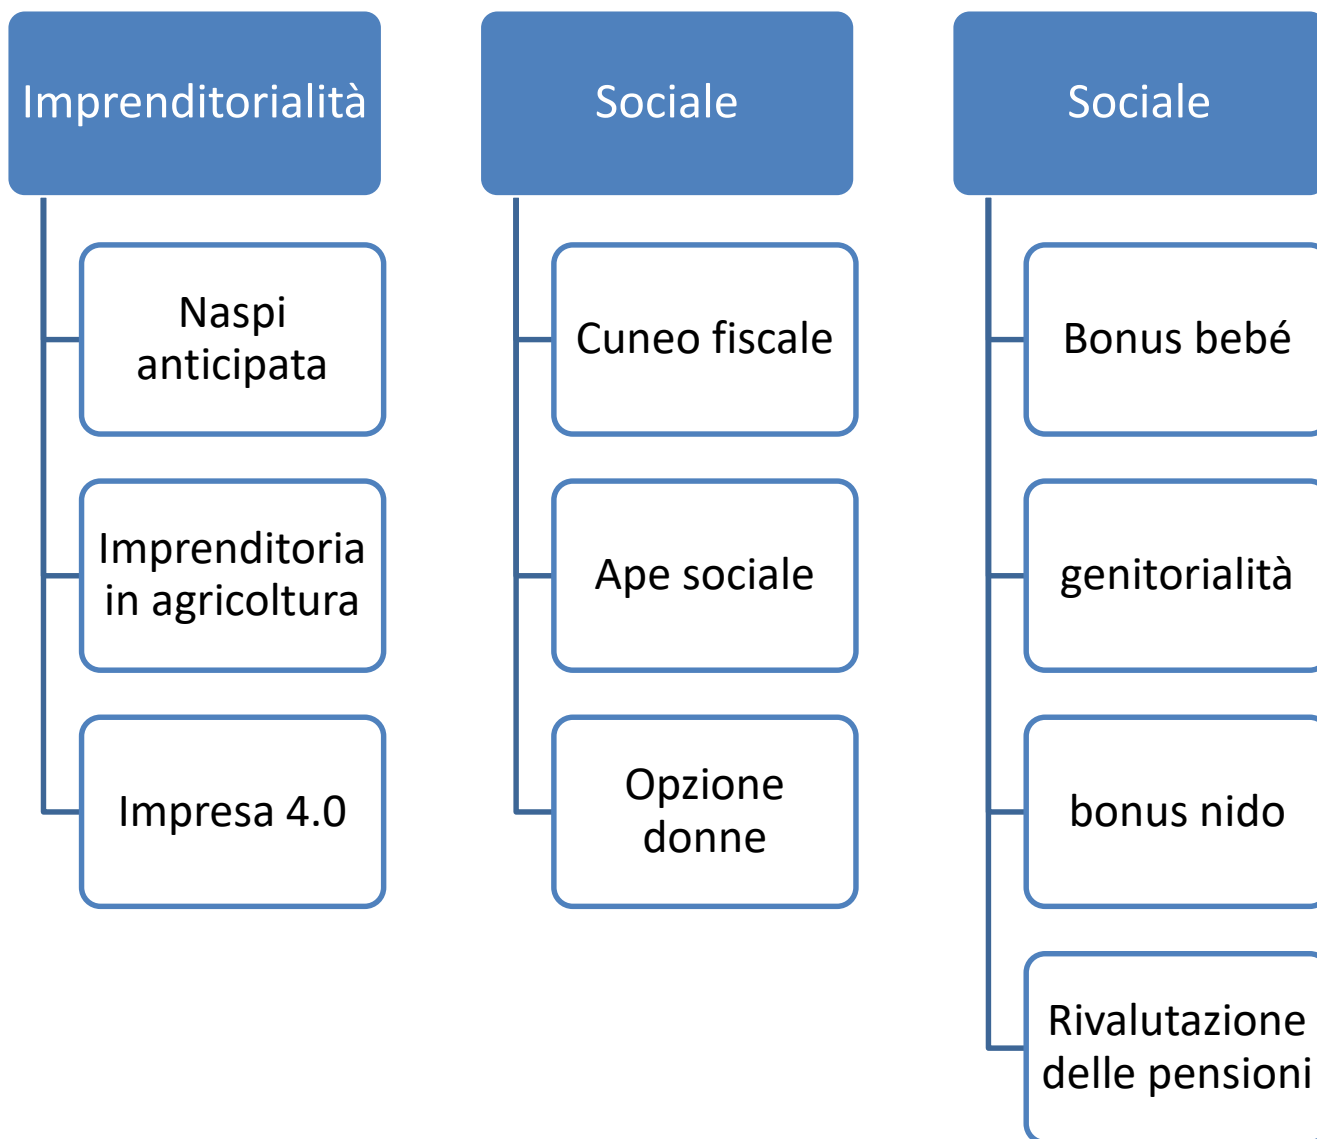 Imprenditorialità
Naspi
anticipata
Imprenditoria
in agricoltura
Impresa 4.0
Sociale
Cuneo fiscale
Ape sociale
Opzione
donne
Sociale
Bonus bebé
genitorialità
bonus nido
Rivalutazione
delle pensioni